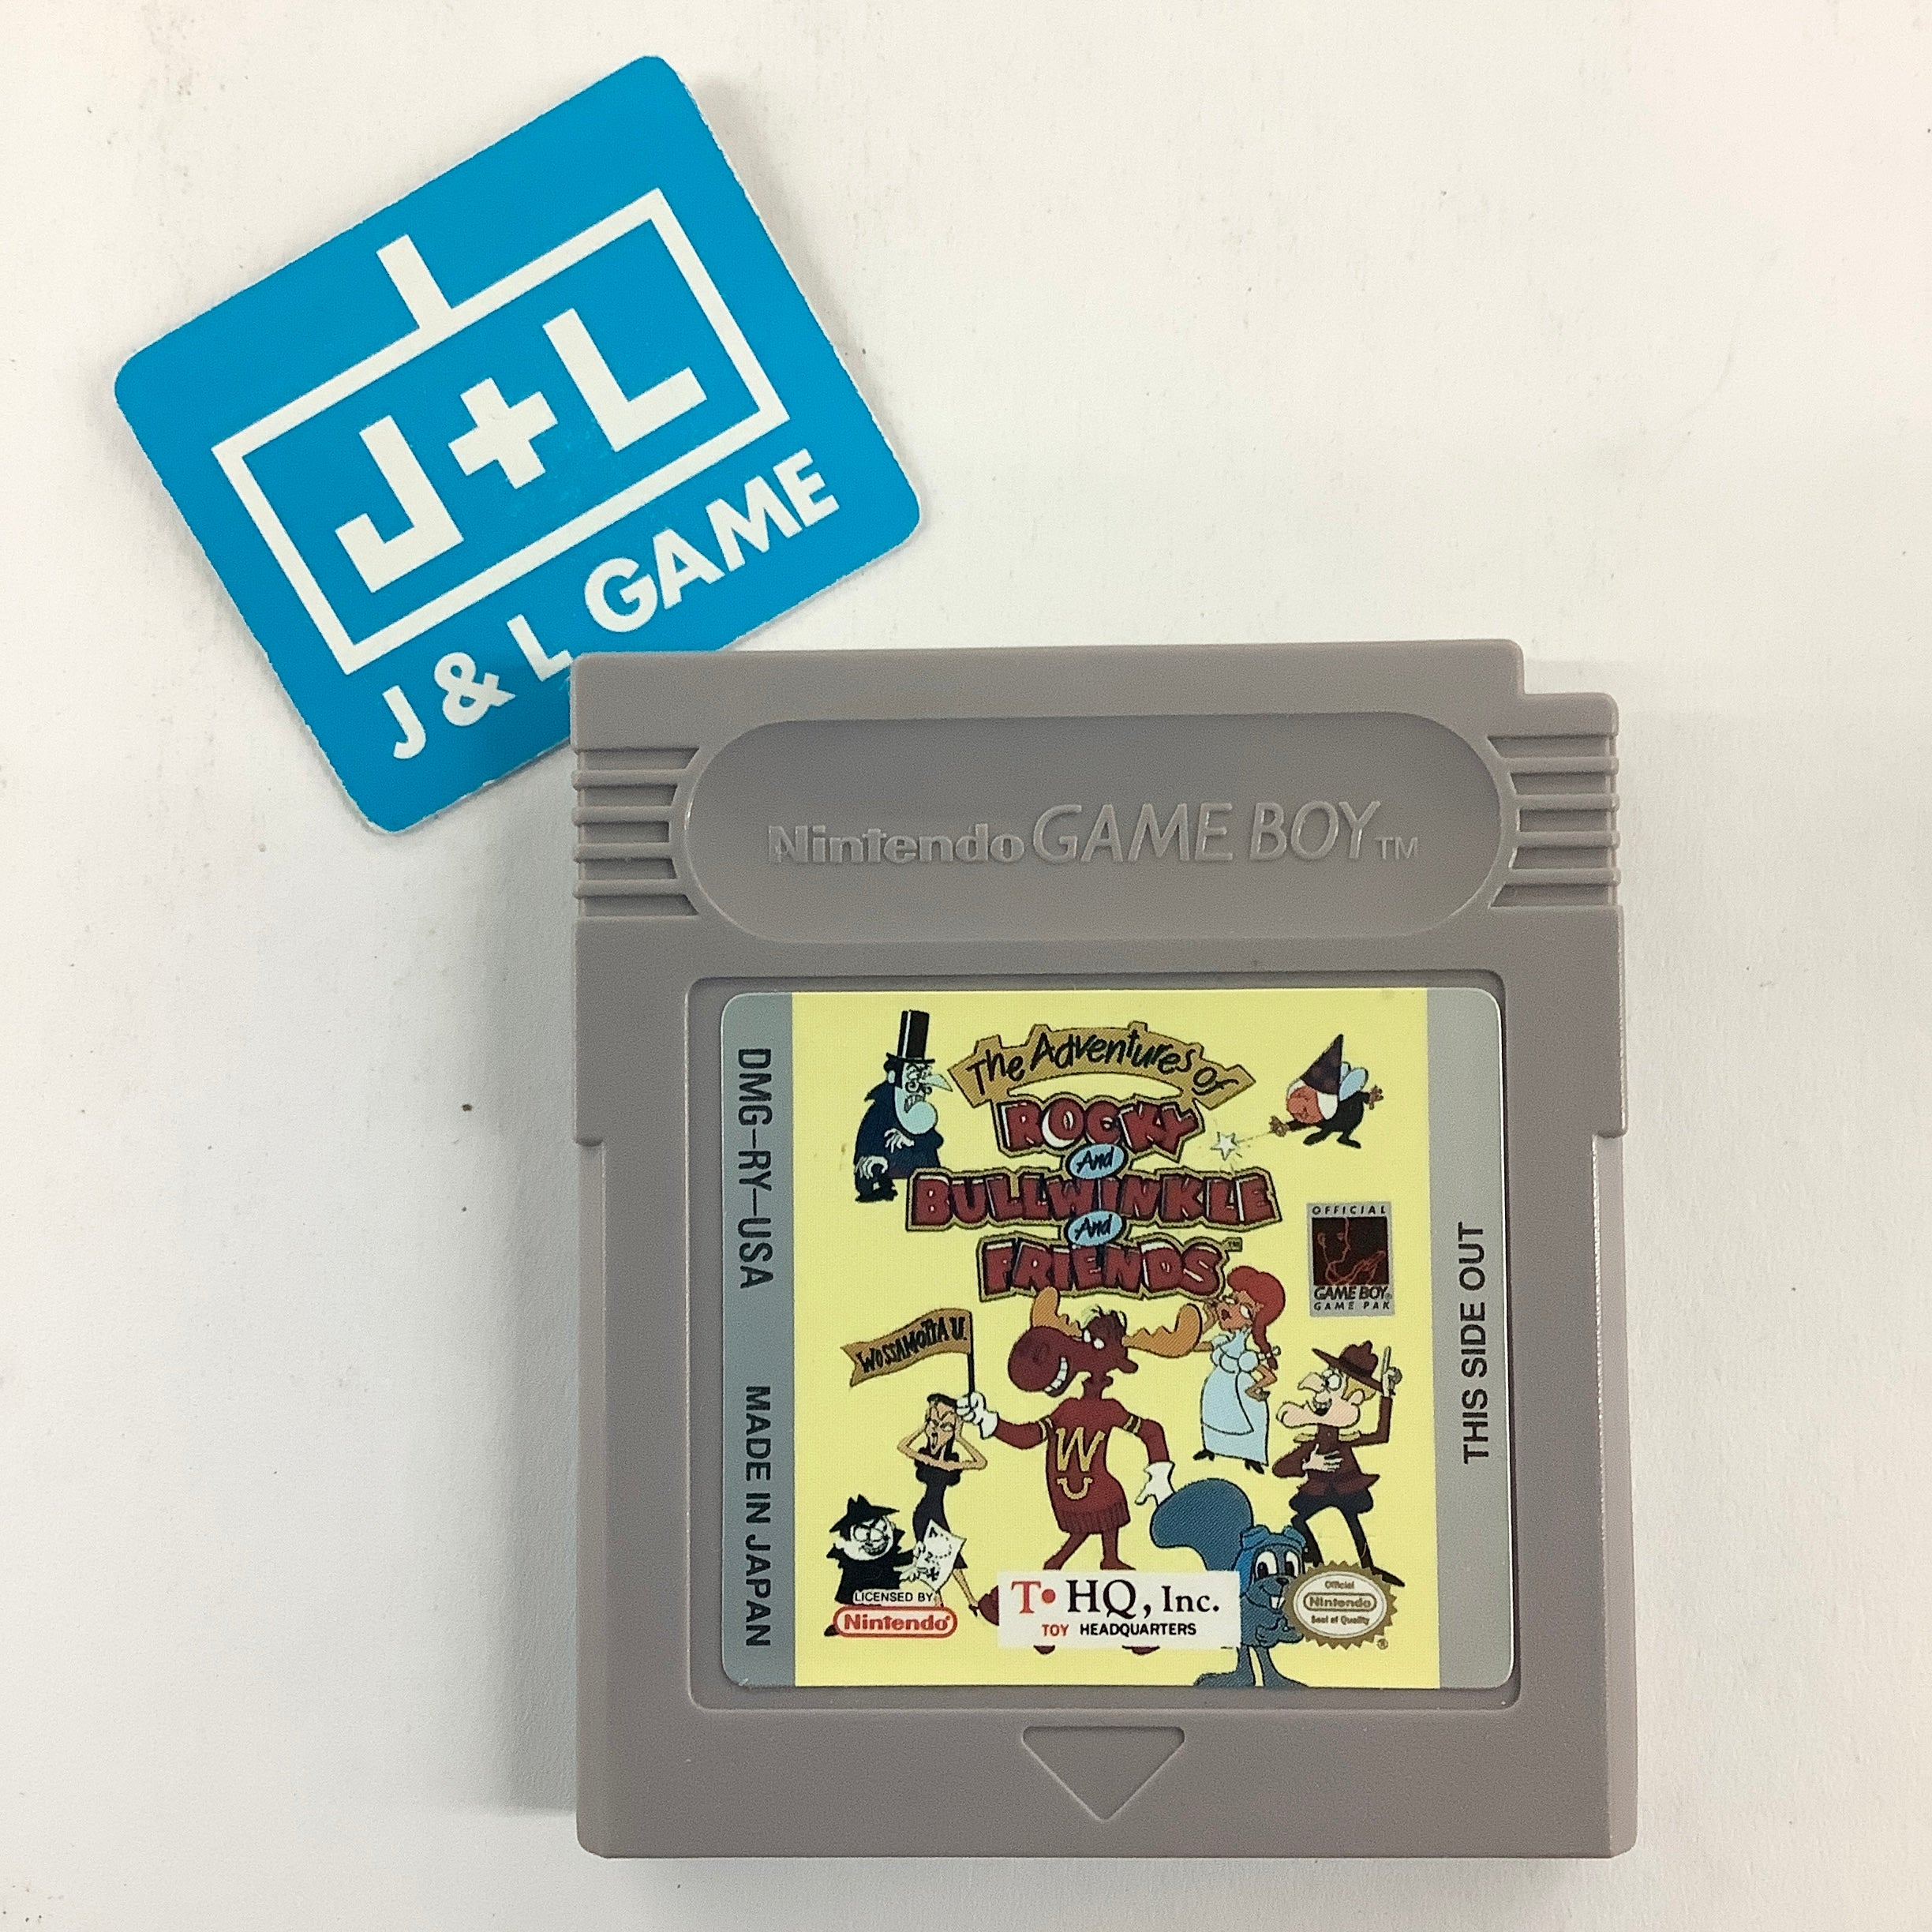 J+L
J & L GAME
Nintendo GAME BOY TM
DMG-RY-USA MADE IN JAPAN
The Adventures of
ROCKY
And
BULLWINKLE
And
FRIENDS™
OFFICIAL
GAME BOY®
GAME PAK
WOSSAMOTTA U.
W
U
LICENSED BY
Nintendo®
T•HQ, Inc.
TOY HEADQUARTERS
Official
Nintendo
Seal of Quality
®
THIS SIDE OUT